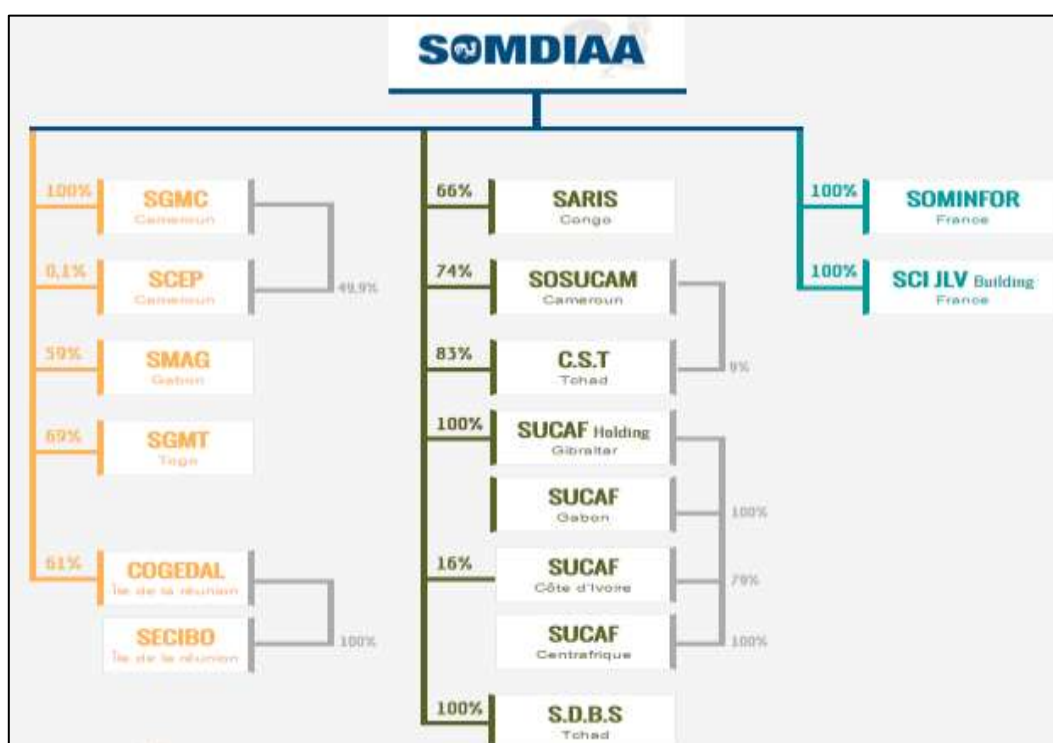 SOMDIAA
100%
SGMC
Cameroun
0,1%
SCEP
Cameroun
49,9%
59%
SMAG
Gabon
69%
SGMT
Togo
61%
COGEDAL
Île de la réunion
SECIBO
Île de la réunion
100%
66%
SARIS
Congo
74%
SOSUCAM
Cameroun
83%
C.S.T
Tchad
9%
100%
SUCAF Holding
Gibraltar
SUCAF
Gabon
100%
16%
SUCAF
Côte d'Ivoire
79%
SUCAF
Centrafrique
100%
100%
S.D.B.S
Tchad
100%
SOMINFOR
France
100%
SCI JLV Building
France